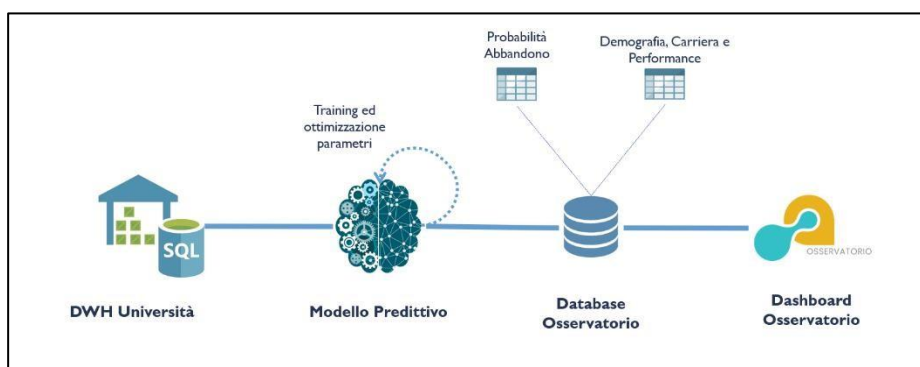 Probabilità
Abbandono
Demografia, Carriera e
Performance
Training ed
ottimizzazione
parametri
SQL
OSSERVATORIO
DWH Università
Modello Predittivo
Database
Osservatorio
Dashboard
Osservatorio